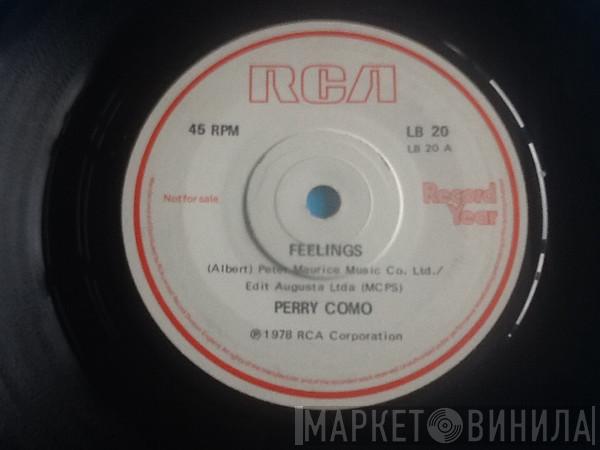 RCA
45 RPM
LB 20
LB 20 A
Not for sale
Record
Year
FEELINGS
(Albert) Peter Maurice Music Co. Ltd./
Edit Augusta Ltda (MCPS)
PERRY COMO
℗1978 RCA Corporation
МАРКЕТ ВИНИЛА